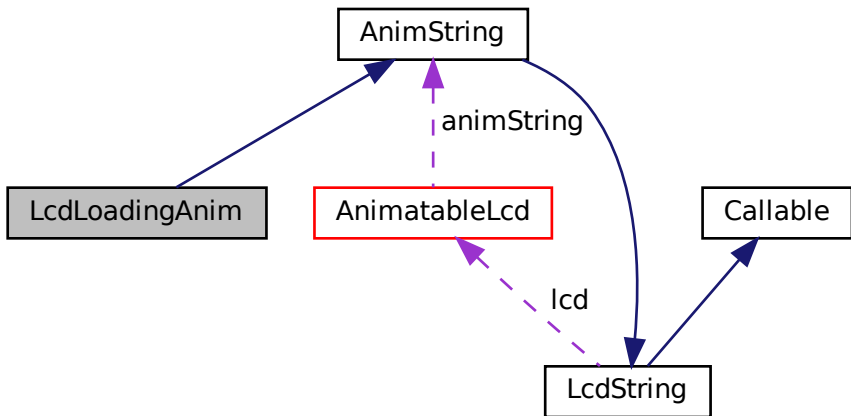 AnimString
animString
LcdLoadingAnim
AnimatableLcd
Callable
lcd
LcdString